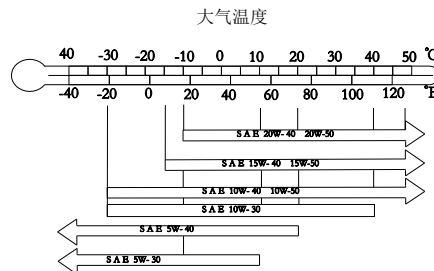 大气温度
40 -30 -20 -10 0 10 20 30 40 50 °C
-40 -20 0 20 40 60 80 100 120 °F
SAE 20W-40 20W-50
SAE 15W-40 15W-50
SAE 10W-40 10W-50
SAE 10W-30
SAE 5W-40
SAE 5W-30